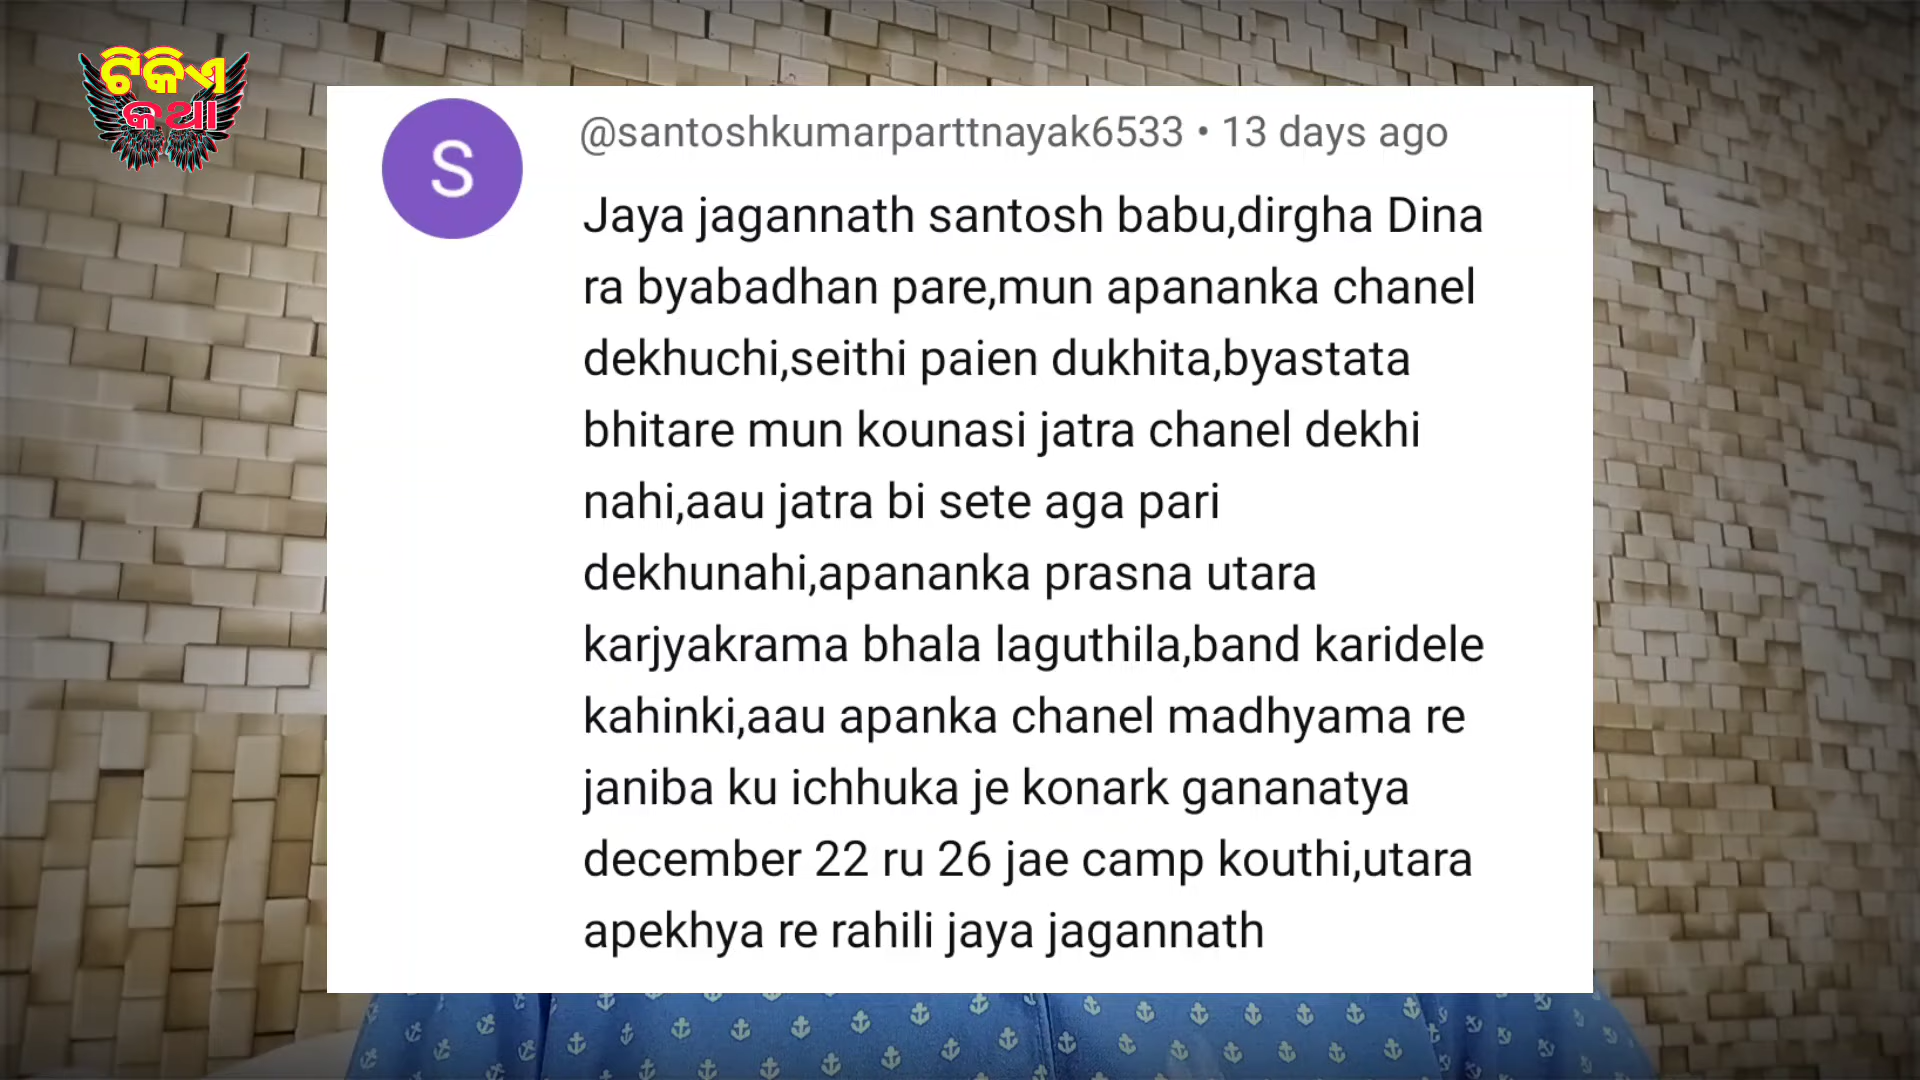 ଟିକିଏ
କଥା
S
@santoshkumarparttnayak6533 • 13 days ago
Jaya jagannath santosh babu,dirgha Dina
ra byabadhan pare,mun apananka chanel
dekhuchi,seithi paien dukhita,byastata
bhitare mun kounasi jatra chanel dekhi
nahi,aau jatra bi sete aga pari
dekhunahi,apananka prasna utara
karjyakrama bhala laguthila,band karidele
kahinki,aau apanka chanel madhyama re
janiba ku ichhuka je konark gananatya
december 22 ru 26 jae camp kouthi,utara
apekhya re rahili jaya jagannath